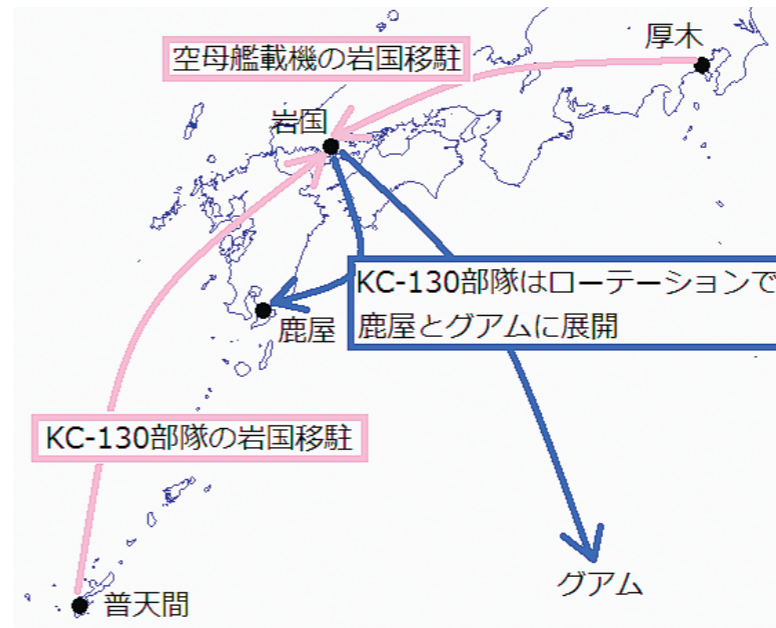 厚木
空母艦載機の岩国移駐
岩国
KC-130部隊はローテーションで
鹿屋とグアムに展開
鹿屋
KC-130部隊の岩国移駐
グアム
普天間